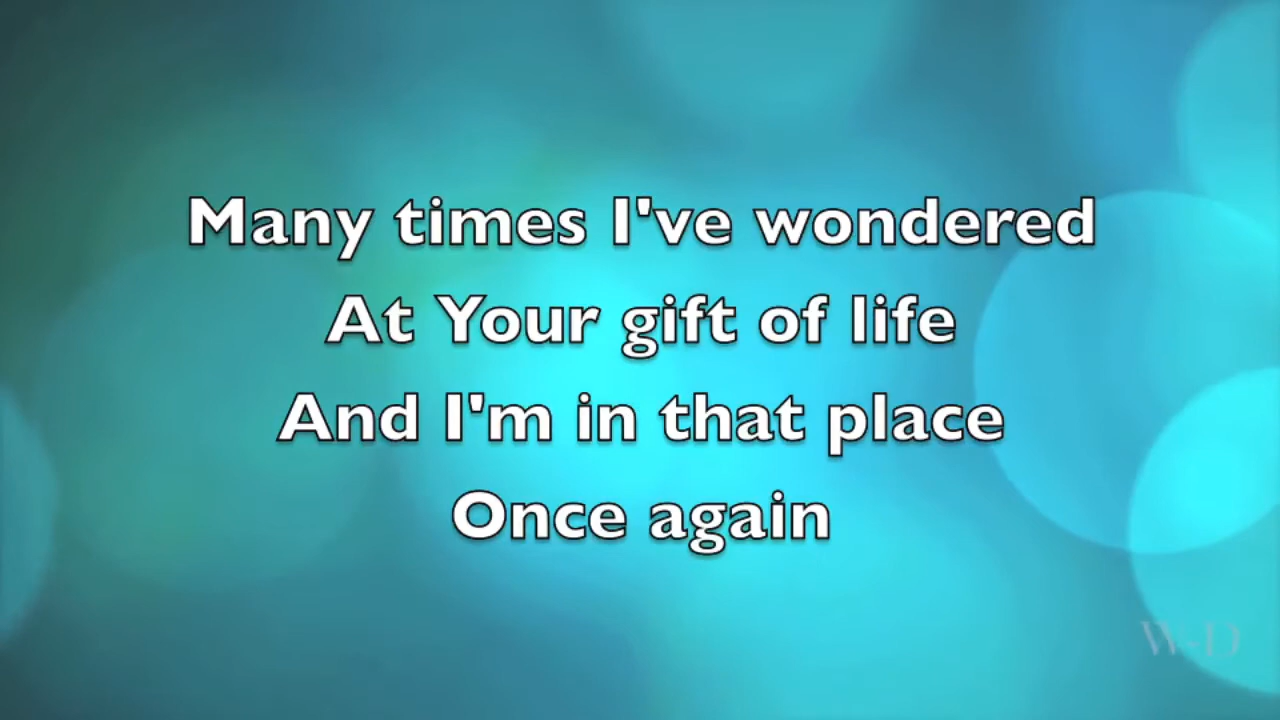 Many times I've wondered
At Your gift of life
And I'm in that place
Once again
W-D